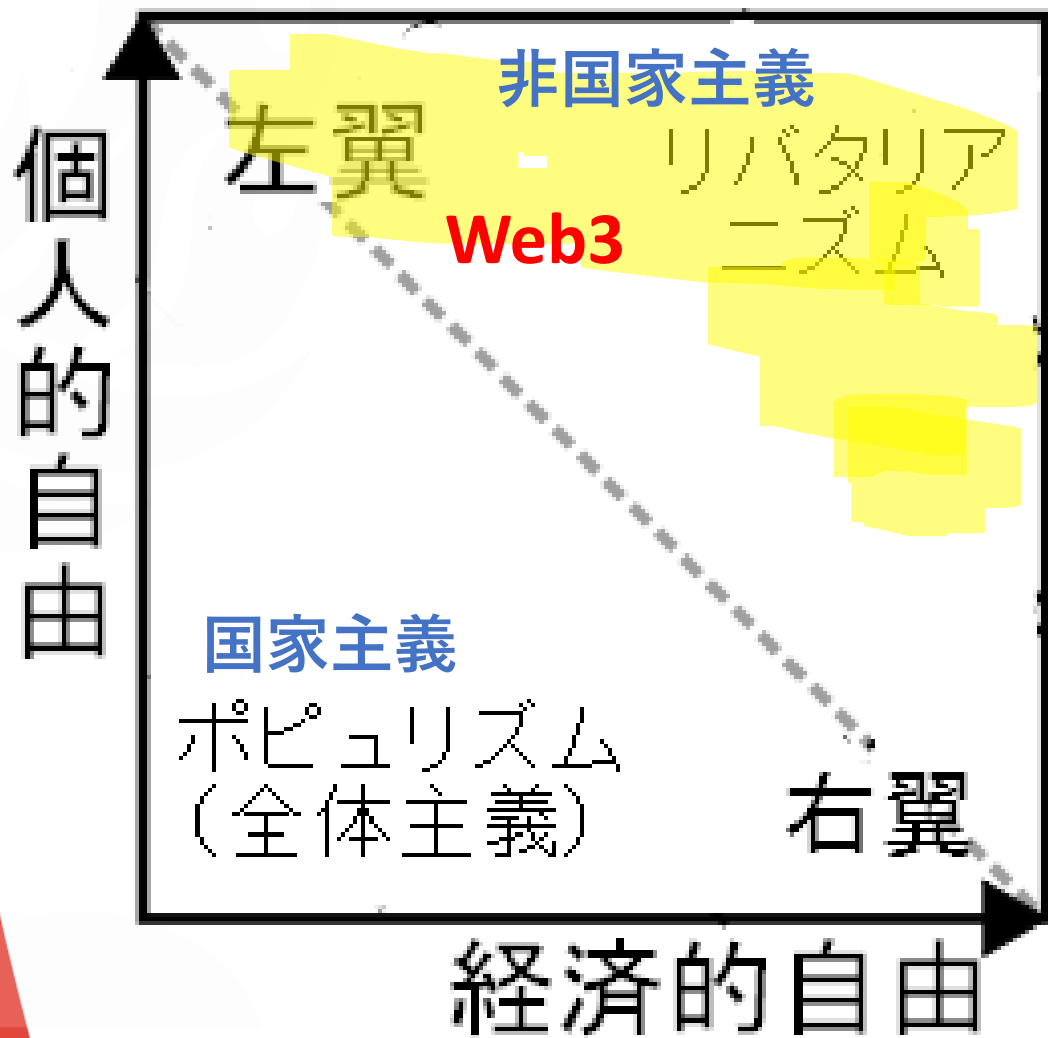 非国家主義
左翼
リバタリア
ニズム
Web3
個人的自由
国家主義
ポピュリズム
（全体主義）
右翼
経済的自由